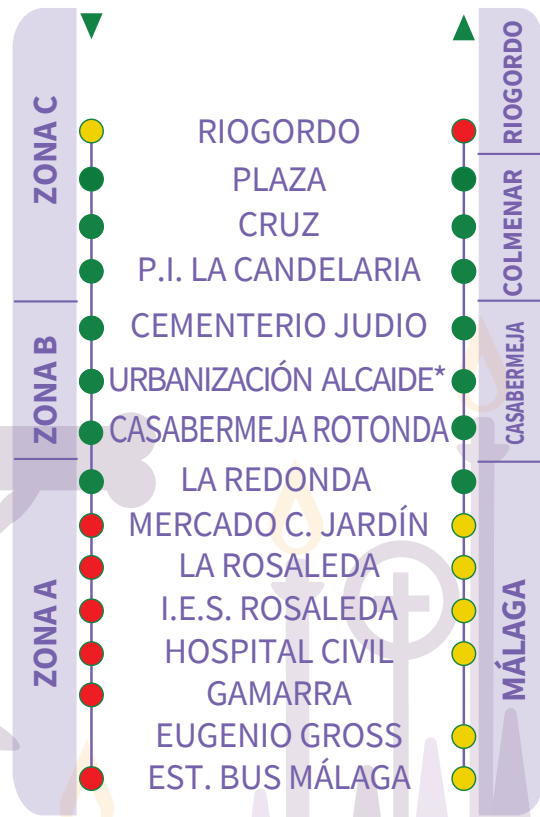 ZONA C
ZONA B
ZONA A
RIOGORDO
PLAZA
CRUZ
P.I. LA CANDELARIA
CEMENTERIO JUDIO
URBANIZACIÓN ALCAIDE*
CASABERMEJA ROTONDA
LA REDONDA
MERCADO C. JARDÍN
LA ROSALEDA
I.E.S. ROSALEDA
HOSPITAL CIVIL
GAMARRA
EUGENIO GROSS
EST. BUS MÁLAGA
RIOGORDO
COLMENAR
CASABERMEJA
MÁLAGA